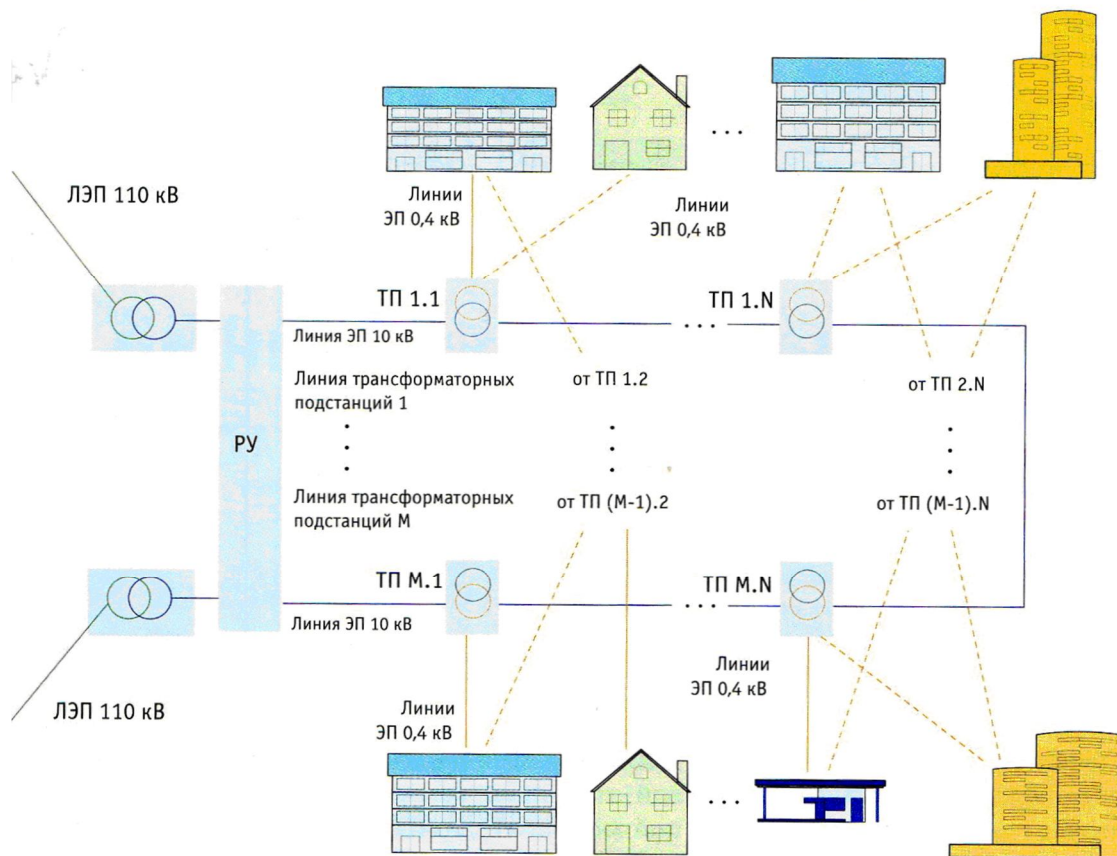 ЛЭП 110 кВ
Линии
ЭП 0,4 кВ
Линии
ЭП 0,4 кВ
ТП 1.1
ТП 1.N
Линия ЭП 10 кВ
Линия трансформаторных
подстанций 1
от ТП 1.2
от ТП 2.N
РУ
Линия трансформаторных
подстанций М
от ТП (М-1).2
от ТП (М-1).N
ТП М.1
ТП М.N
Линия ЭП 10 кВ
ЛЭП 110 кВ
Линии
ЭП 0,4 кВ
Линии
ЭП 0,4 кВ